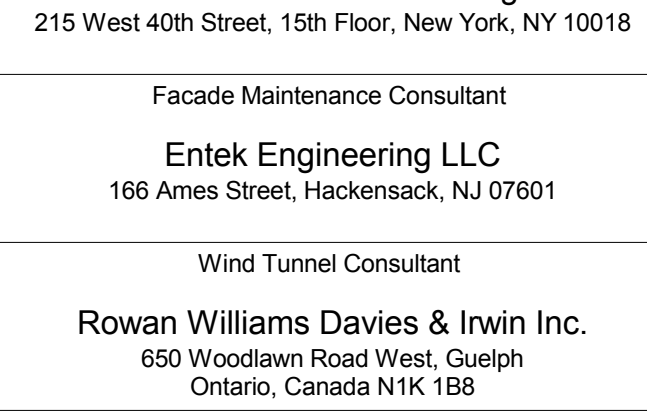 215 West 40th Street, 15th Floor, New York, NY 10018
Facade Maintenance Consultant
Entek Engineering LLC
166 Ames Street, Hackensack, NJ 07601
Wind Tunnel Consultant
Rowan Williams Davies & Irwin Inc.
650 Woodlawn Road West, Guelph
Ontario, Canada N1K 1B8